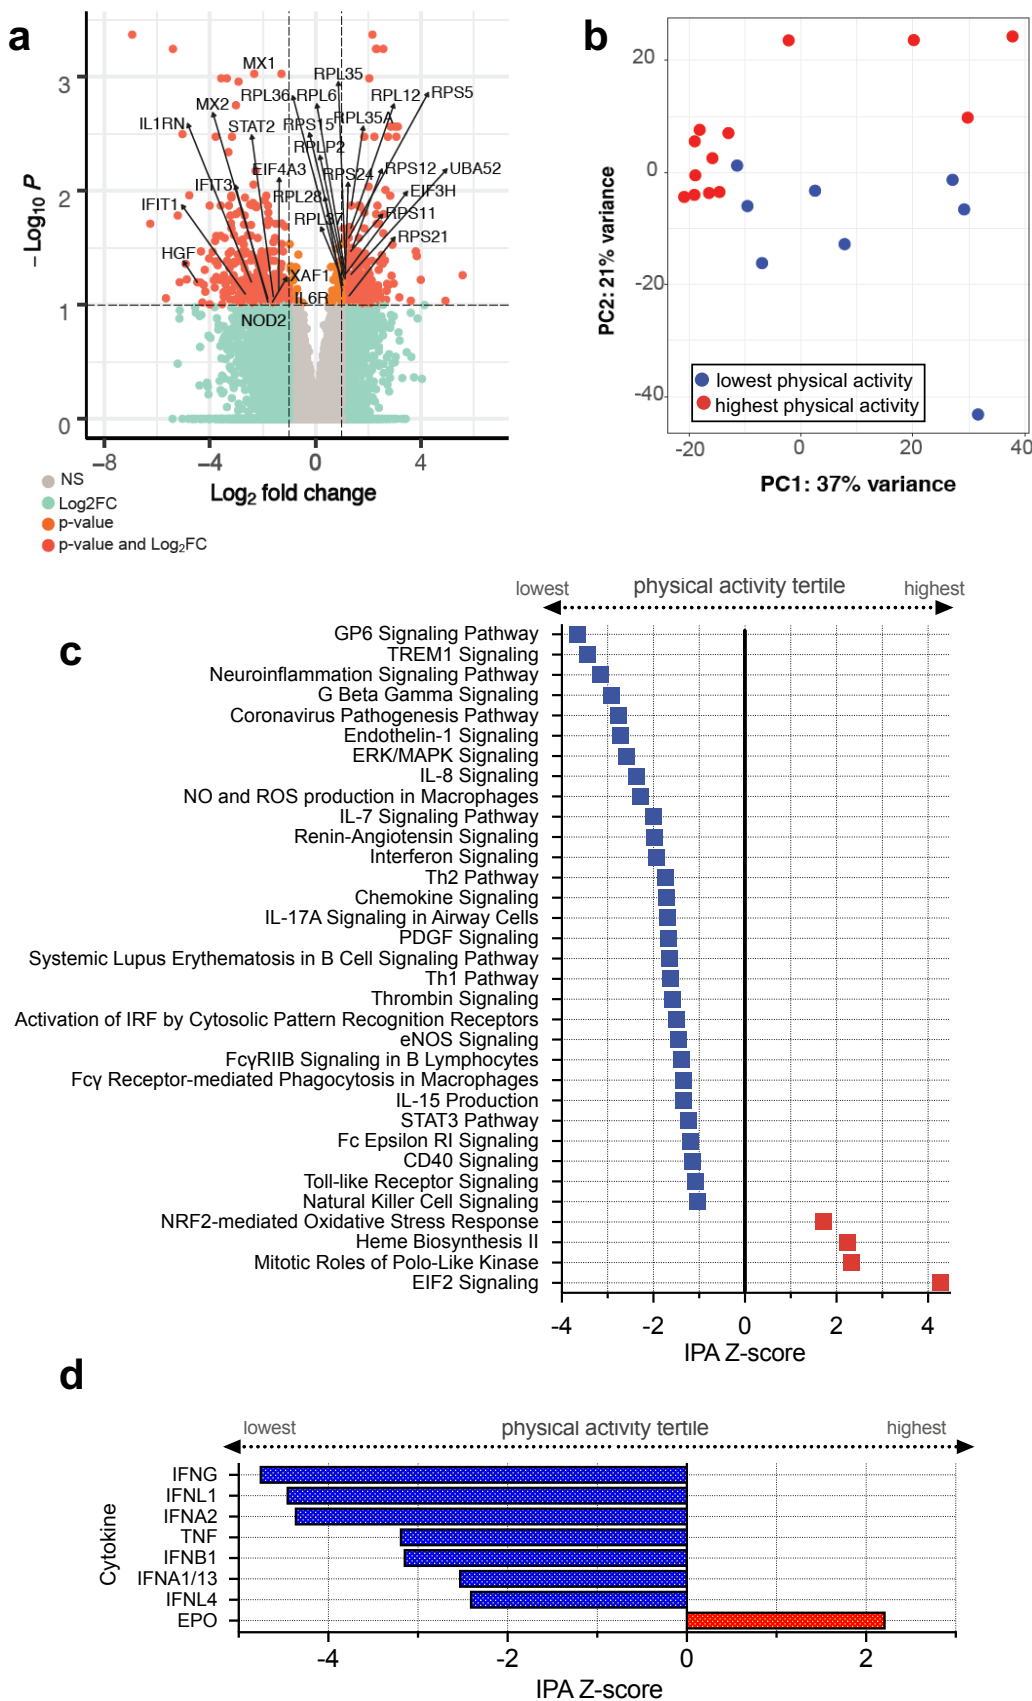 a
3
2
1
0
−Log10 P
MX1
RPL35
RPL36
RPL6
RPL12
RPS5
MX2
IL1RN
STAT2
RPS15
RPL35A
RPLP2
EIF4A3
RPS24
RPS12
UBA52
IFIT3
RPL28
EIF3H
IFIT1
RPL37
RPS11
RPS21
HGF
XAF1
IL6R
NOD2
−8
−4
0
4
Log2 fold change
NS
Log2FC
p-value
p-value and Log2FC
b
20
0
-20
-40
PC2: 21% variance
lowest physical activity
highest physical activity
-20
0
20
40
PC1: 37% variance
c
lowest
physical activity tertile
highest
GP6 Signaling Pathway
TREM1 Signaling
Neuroinflammation Signaling Pathway
G Beta Gamma Signaling
Coronavirus Pathogenesis Pathway
Endothelin-1 Signaling
ERK/MAPK Signaling
IL-8 Signaling
NO and ROS production in Macrophages
IL-7 Signaling Pathway
Renin-Angiotensin Signaling
Interferon Signaling
Th2 Pathway
Chemokine Signaling
IL-17A Signaling in Airway Cells
PDGF Signaling
Systemic Lupus Erythematosis in B Cell Signaling Pathway
Th1 Pathway
Thrombin Signaling
Activation of IRF by Cytosolic Pattern Recognition Receptors
eNOS Signaling
FcγRIIB Signaling in B Lymphocytes
Fcγ Receptor-mediated Phagocytosis in Macrophages
IL-15 Production
STAT3 Pathway
Fc Epsilon RI Signaling
CD40 Signaling
Toll-like Receptor Signaling
Natural Killer Cell Signaling
NRF2-mediated Oxidative Stress Response
Heme Biosynthesis II
Mitotic Roles of Polo-Like Kinase
EIF2 Signaling
-4
-2
0
2
4
IPA Z-score
d
lowest
physical activity tertile
highest
Cytokine
IFNG
IFNL1
IFNA2
TNF
IFNB1
IFNA1/13
IFNL4
EPO
-4
-2
0
2
IPA Z-score